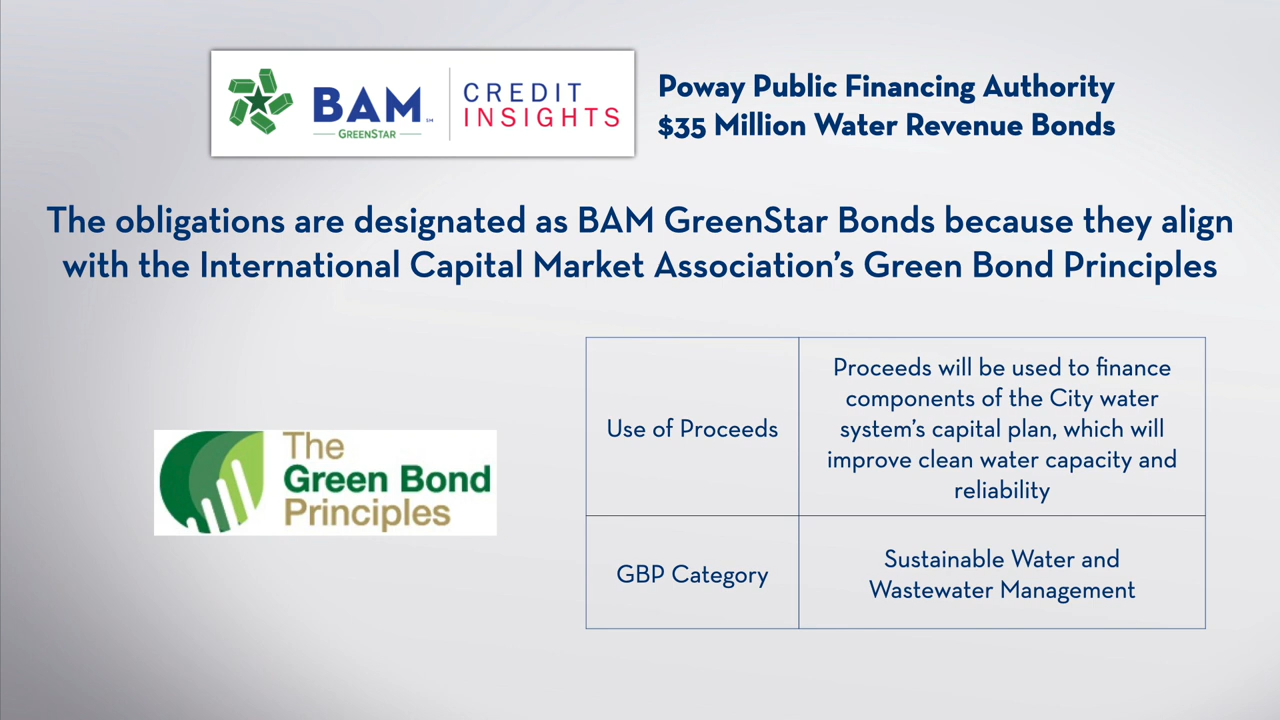 BAM SM
GREENSTAR
CREDIT
INSIGHTS
Poway Public Financing Authority
$35 Million Water Revenue Bonds
The obligations are designated as BAM GreenStar Bonds because they align
with the International Capital Market Association's Green Bond Principles
The
Green Bond
Principles
Use of Proceeds
Proceeds will be used to finance
components of the City water
system's capital plan, which will
improve clean water capacity and
reliability
GBP Category
Sustainable Water and
Wastewater Management